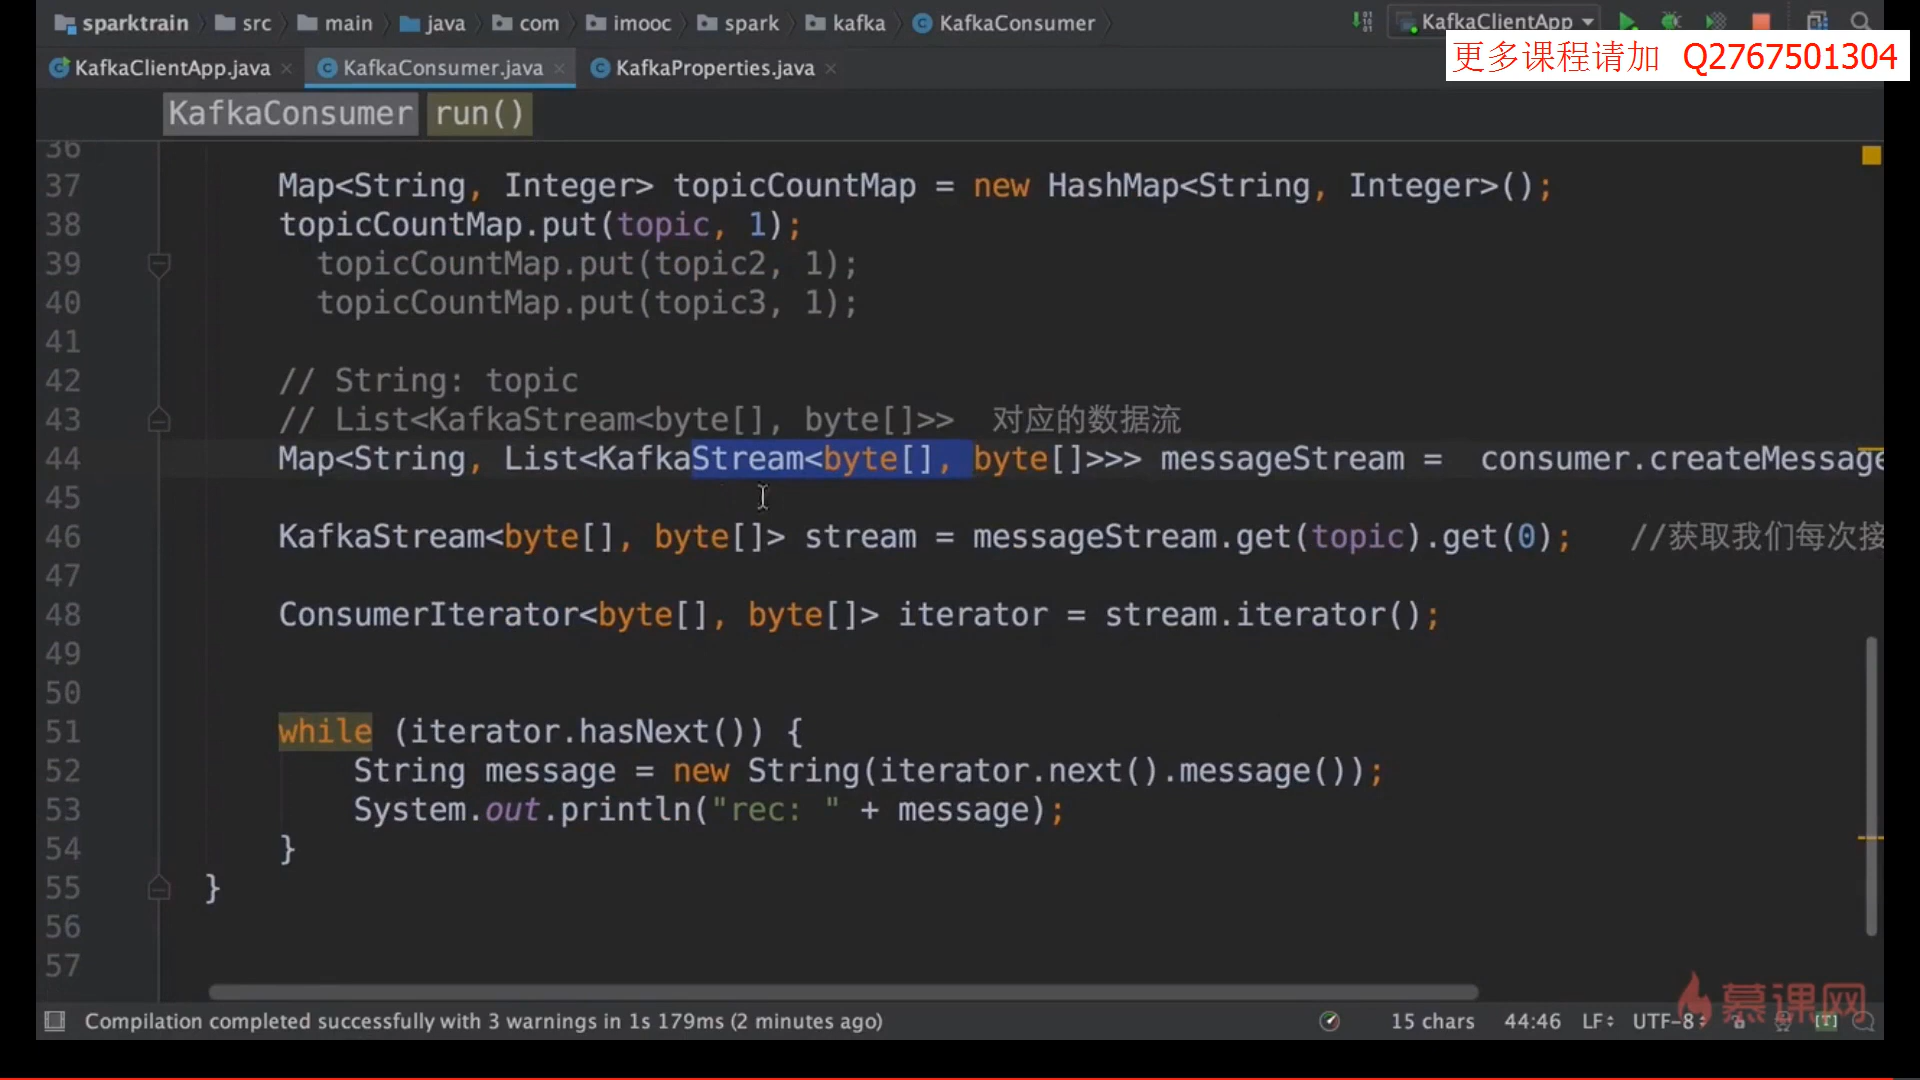 sparktrain src main java com imooc spark kafka KafkaConsumer KafkaClientApp
更多课程请加 Q2767501304
KafkaClientApp.java KafkaConsumer.java KafkaProperties.java
KafkaConsumer run()
36
37 Map<String, Integer> topicCountMap = new HashMap<String, Integer>();
38 topicCountMap.put(topic, 1);
39 topicCountMap.put(topic2, 1);
40 topicCountMap.put(topic3, 1);
41
42 // String: topic
43 // List<KafkaStream<byte[], byte[]>> 对应的数据流
44 Map<String, List<KafkaStream<byte[], byte[]>>> messageStream = consumer.createMessage
45
46 KafkaStream<byte[], byte[]> stream = messageStream.get(topic).get(0); //获取我们每次接
47
48 ConsumerIterator<byte[], byte[]> iterator = stream.iterator();
49
50
51 while (iterator.hasNext()) {
52 String message = new String(iterator.next().message());
53 System.out.println("rec: " + message);
54 }
55 }
56
57
慕课网
Compilation completed successfully with 3 warnings in 1s 179ms (2 minutes ago) 15 chars 44:46 LF UTF-8 [T]